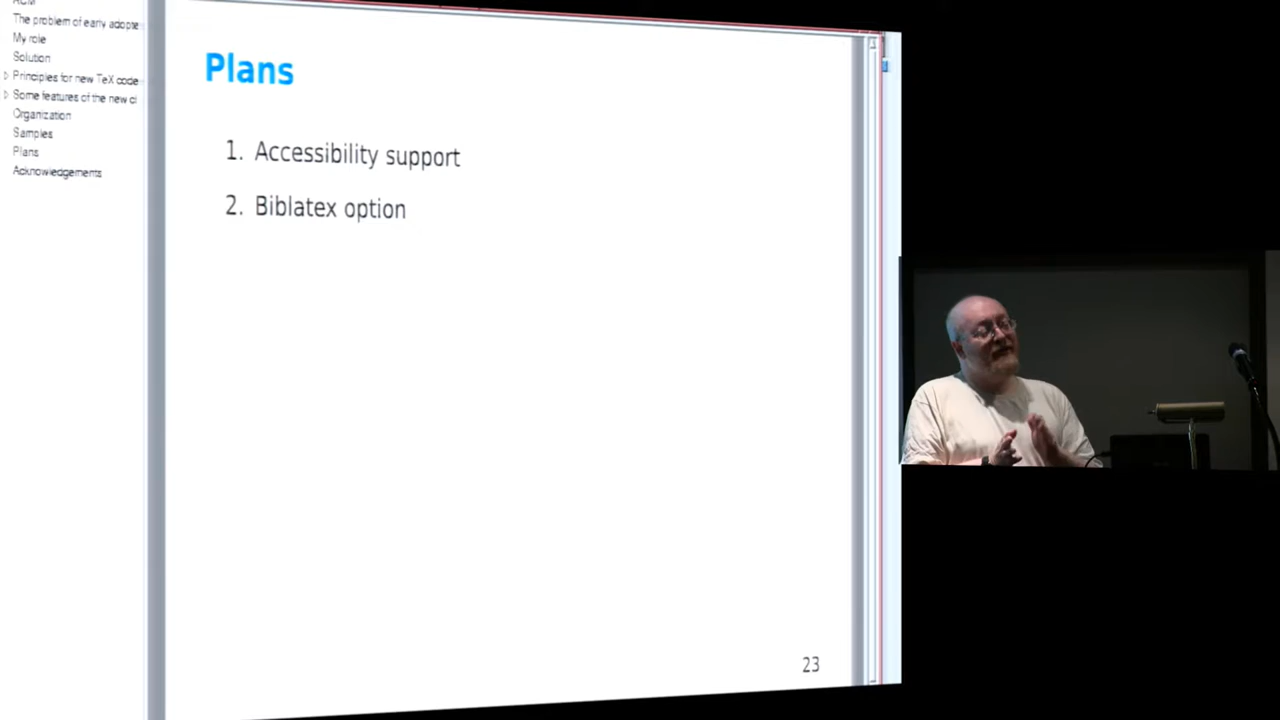 ACM
The problem of early adopte
My role
Solution
Principles for new TeX code
Some features of the new cl
Organization
Samples
Plans
Acknowledgements
Plans
1. Accessibility support
2. Biblatex option
23